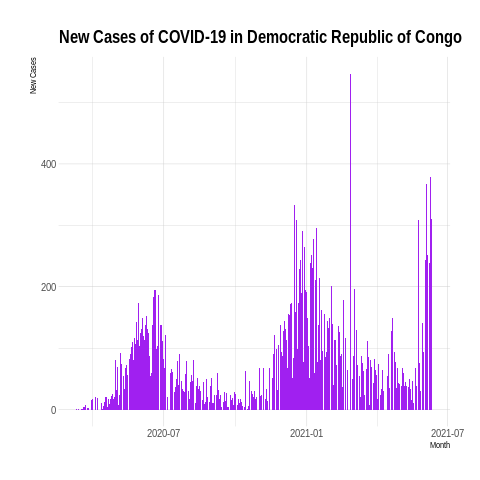 New Cases of COVID-19 in Democratic Republic of Congo
New Cases
400
200
0
2020-07
2021-01
2021-07
Month